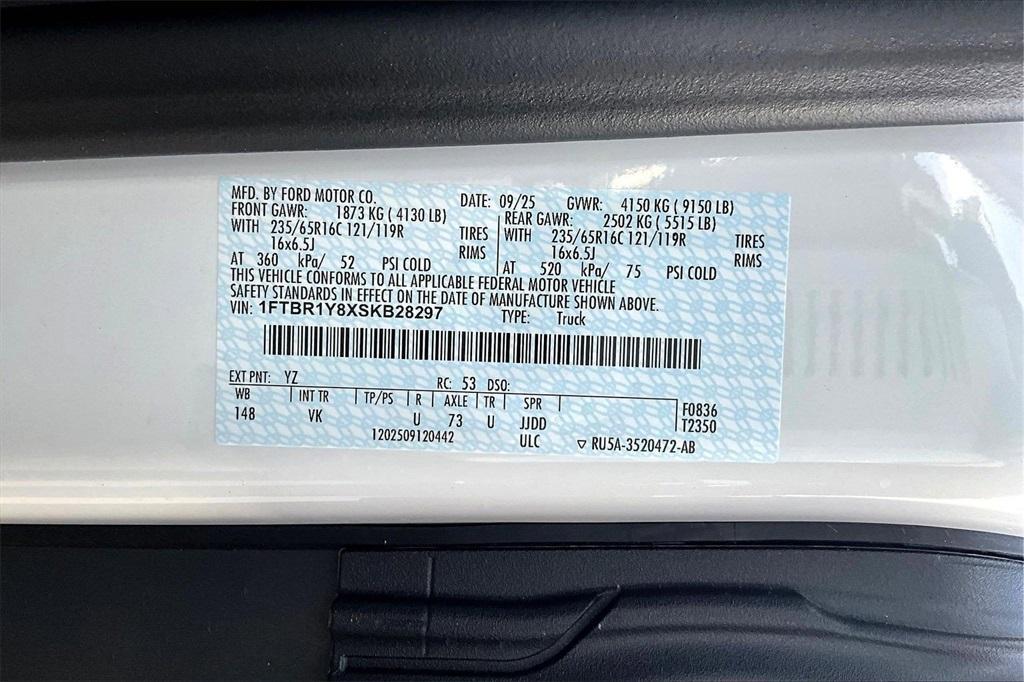 MFD. BY FORD MOTOR CO. DATE: 09/25 GVWR: 4150 KG ( 9150 LB)
FRONT GAWR: 1873 KG ( 4130 LB) REAR GAWR: 2502 KG ( 5515 LB)
WITH 235/65R16C 121/119R TIRES WITH 235/65R16C 121/119R TIRES
16x6.5J RIMS 16x6.5J RIMS
AT 360 kPa/ 52 PSI COLD AT 520 kPa/ 75 PSI COLD
THIS VEHICLE CONFORMS TO ALL APPLICABLE FEDERAL MOTOR VEHICLE
SAFETY STANDARDS IN EFFECT ON THE DATE OF MANUFACTURE SHOWN ABOVE.
VIN: 1FTBR1Y8XSKB28297 TYPE: Truck
EXT PNT: YZ RC: 53 DSO:
WB INT TR TP/PS R AXLE TR SPR F0836
148 VK U 73 U JJDD T2350
1202509120442 ULC ▽ RU5A-3520472-AB